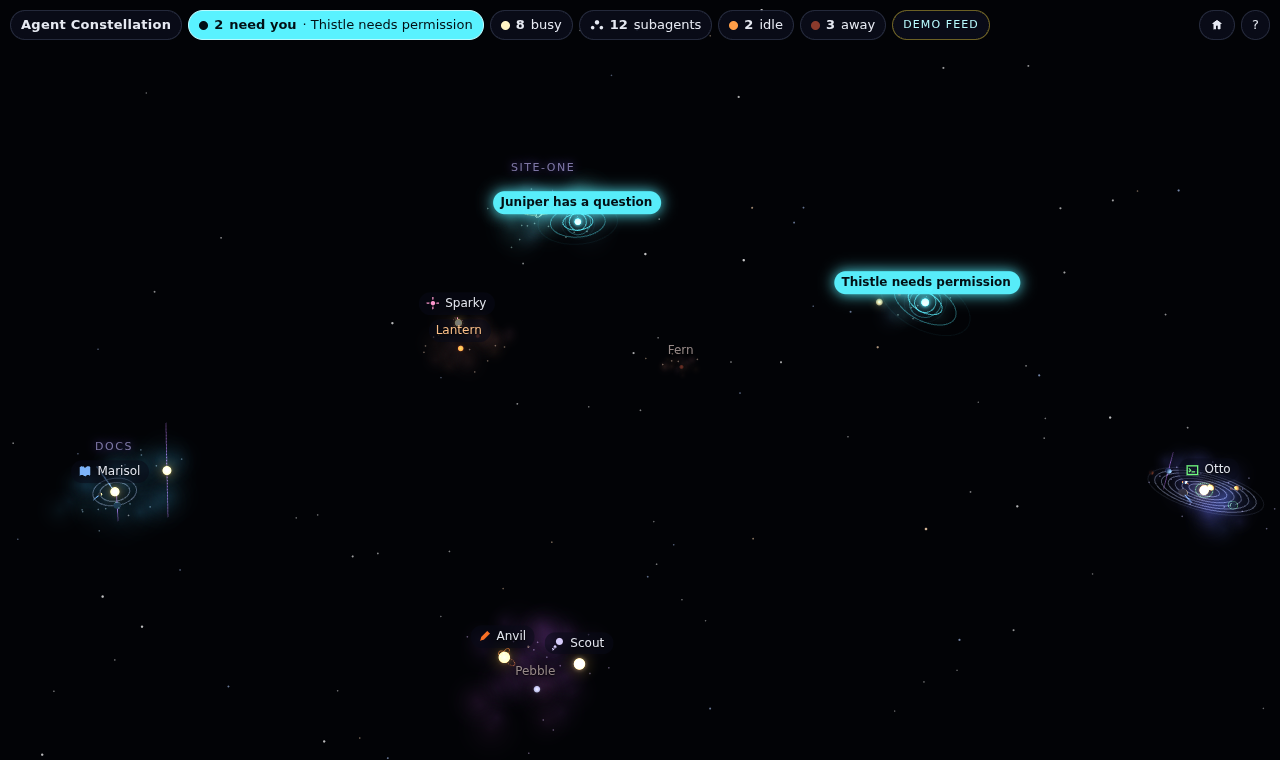 Agent Constellation
2 need you · Thistle needs permission
8 busy
12 subagents
2 idle
3 away
DEMO FEED
?
SITE-ONE
Juniper has a question
Thistle needs permission
Sparky
Lantern
Fern
DOCS
Marisol
Otto
Anvil
Scout
Pebble